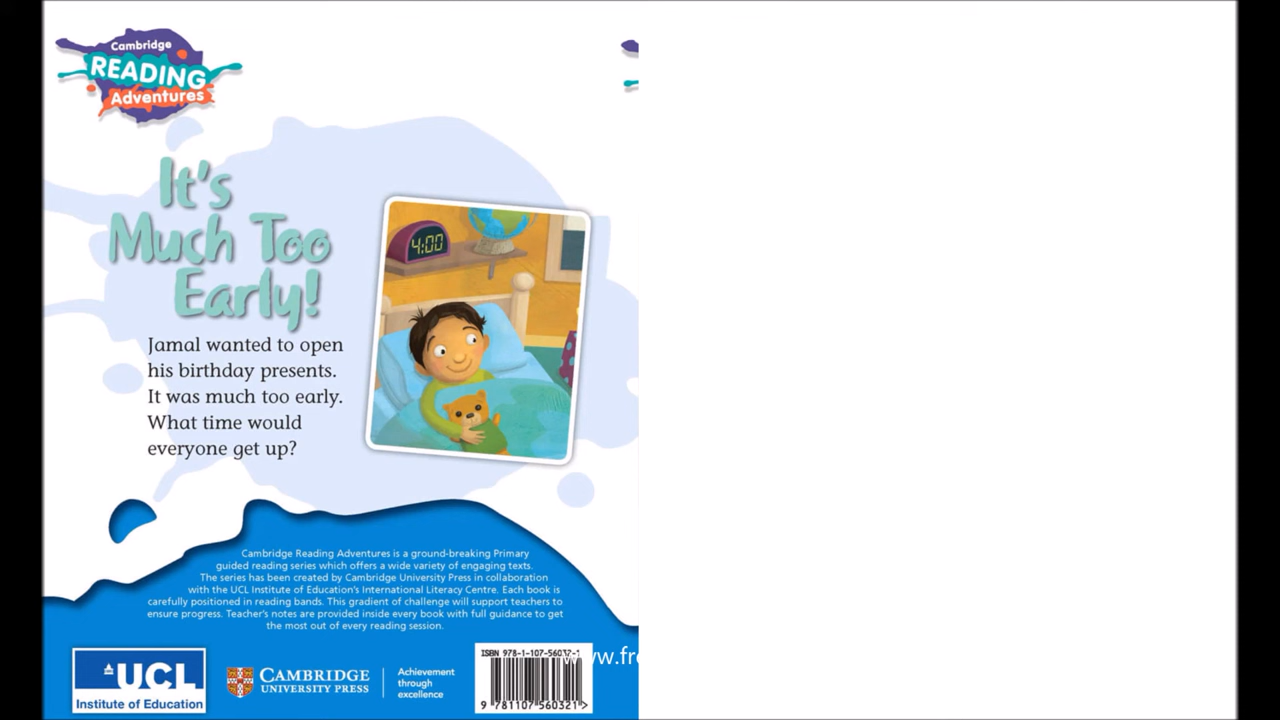 Cambridge
READING
Adventures
It's
Much Too
Early!
4:00
Jamal wanted to open
his birthday presents.
It was much too early.
What time would
everyone get up?
Cambridge Reading Adventures is a ground-breaking Primary
guided reading series which offers a wide variety of engaging texts.
The series has been created by Cambridge University Press in collaboration
with the UCL Institute of Education's International Literacy Centre. Each book is
carefully positioned in reading bands. This gradient of challenge will support teachers to
ensure progress. Teacher's notes are provided inside every book with full guidance to get
the most out of every reading session.
UCL
Institute of Education
CAMBRIDGE
UNIVERSITY PRESS
Achievement
through
excellence
ISBN 978-1-107-56032-1
9 781107 560321 >